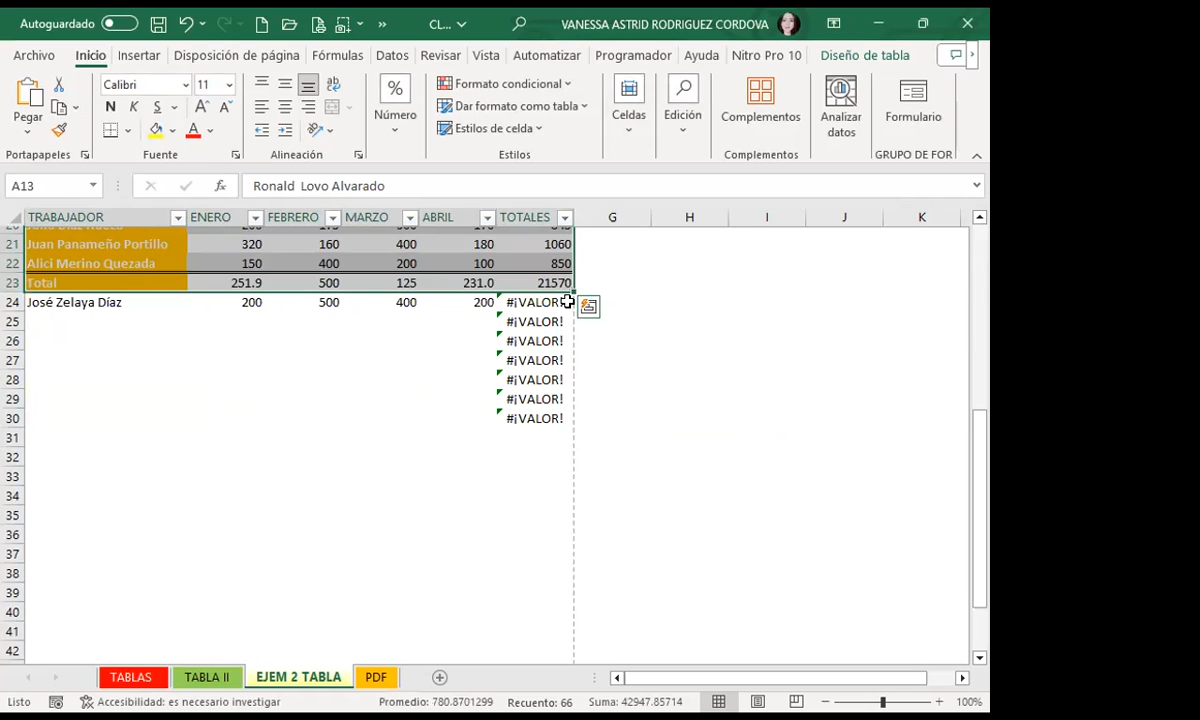 Autoguardado
»
CL...
VANESSA ASTRID RODRIGUEZ CORDOVA
Archivo Inicio Insertar Disposición de página Fórmulas Datos Revisar Vista Automatizar Programador Ayuda Nitro Pro 10 Diseño de tabla
Pegar
Portapapeles
Calibri 11
N K S A A
A
Fuente
ab
Alineación
%
Número
Formato condicional
Dar formato como tabla
Estilos de celda
Estilos
Celdas
Edición
Complementos
Complementos
Analizar
datos
Formulario
GRUPO DE FOR
A13 fx Ronald Lovo Alvarado
TRABAJADOR ENERO FEBRERO MARZO ABRIL TOTALES G H I J K
21 Juan Panameño Portillo 320 160 400 180 1060
22 Alici Merino Quezada 150 400 200 100 850
23 Total 251.9 500 125 231.0 21570
24 José Zelaya Díaz 200 500 400 200 #¡VALOR!
25 #¡VALOR!
26 #¡VALOR!
27 #¡VALOR!
28 #¡VALOR!
29 #¡VALOR!
30 #¡VALOR!
31
32
33
34
35
36
37
38
39
40
41
42
TABLAS TABLA II EJEM 2 TABLA PDF
Listo Accesibilidad: es necesario investigar Promedio: 780.8701299 Recuento: 66 Suma: 42947.85714 100%